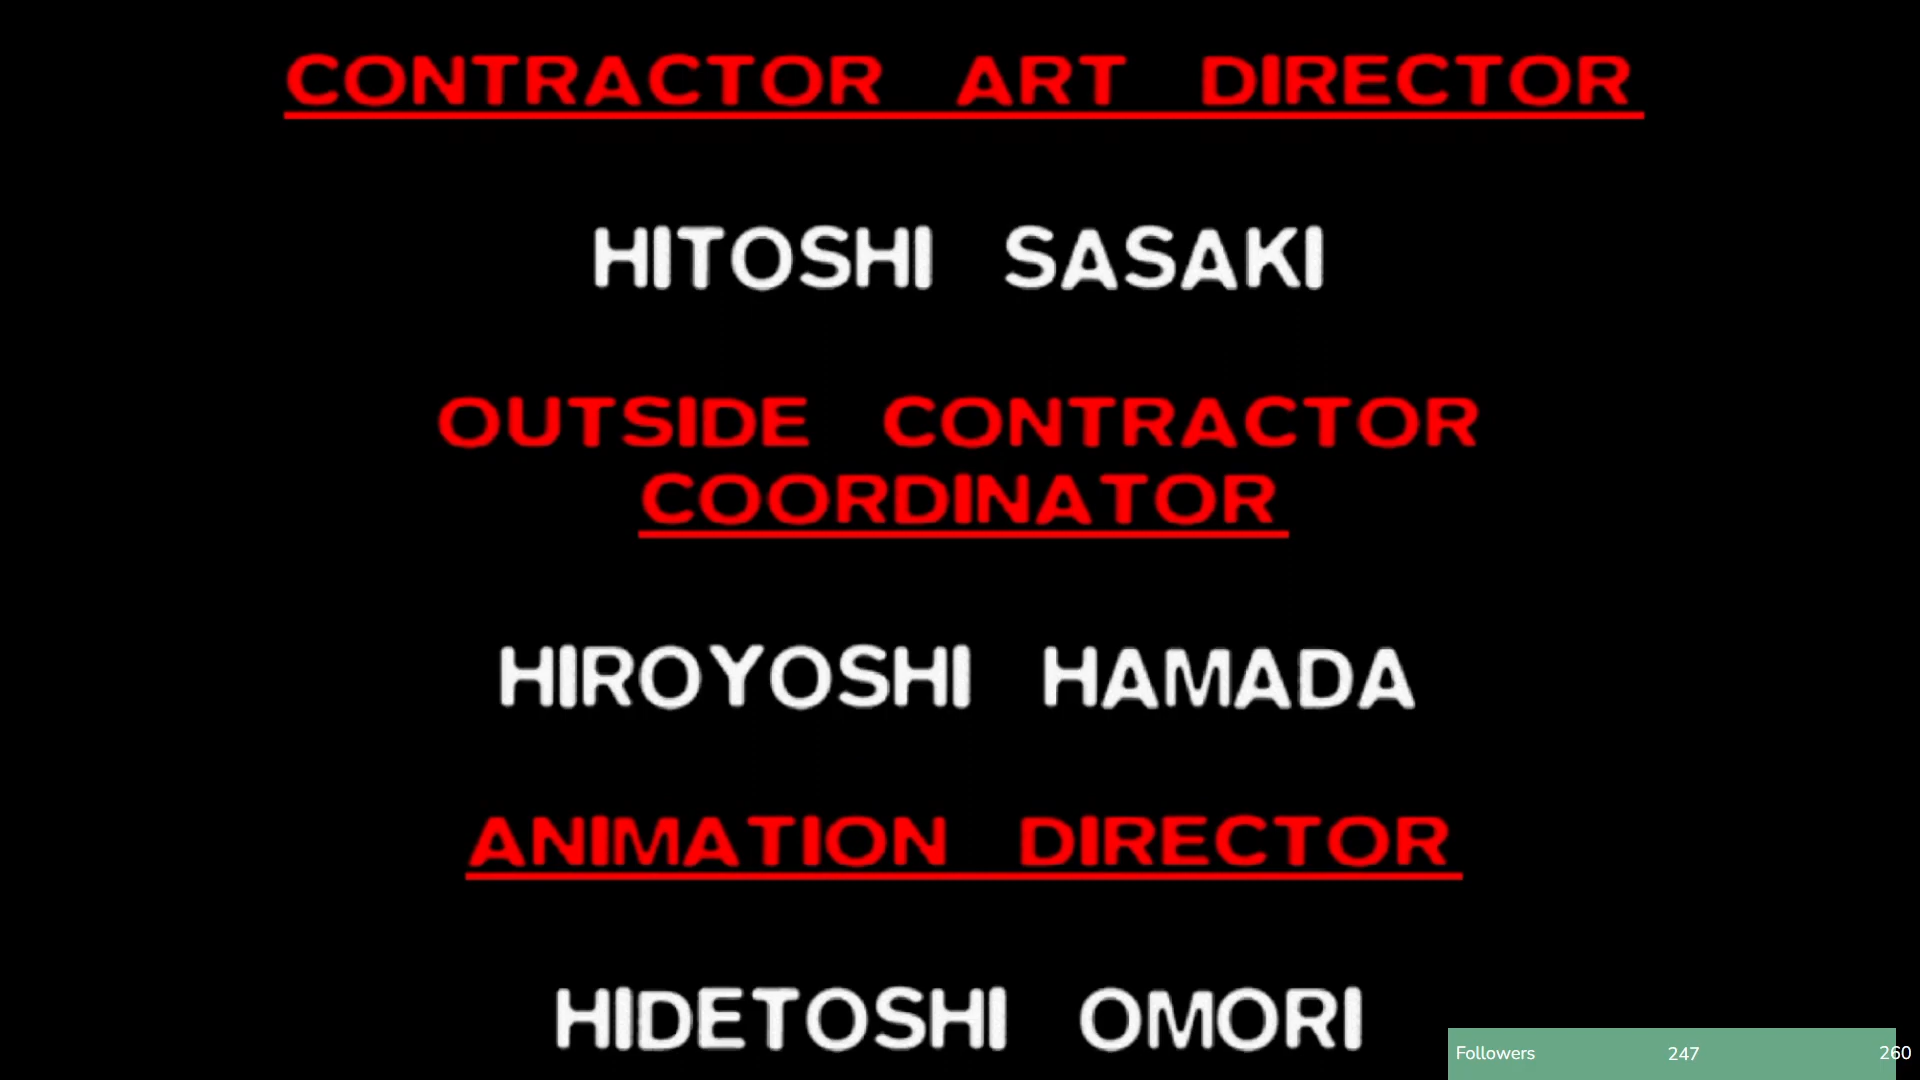 CONTRACTOR ART DIRECTOR
HITOSHI SASAKI
OUTSIDE CONTRACTOR
COORDINATOR
HIROYOSHI HAMADA
ANIMATION DIRECTOR
HIDETOSHI OMORI
Followers 247 260